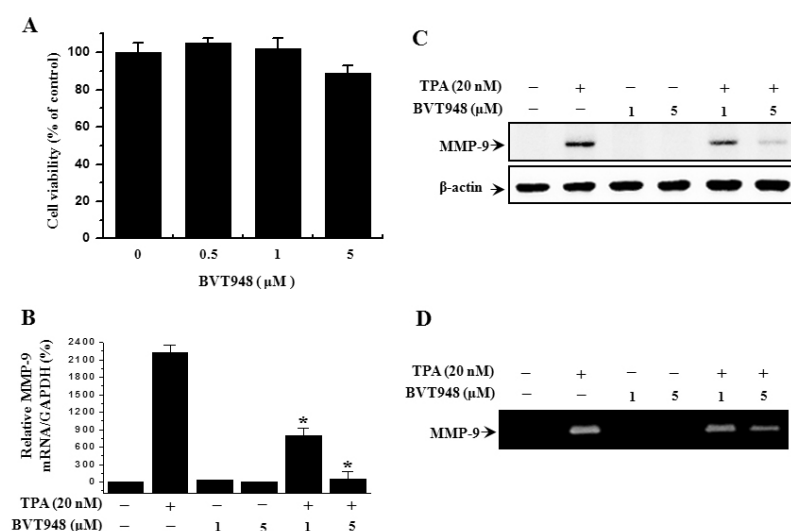 A
Cell viability (% of control)
100
80
60
40
20
0
0 0.5 1 5
BVT948 ( μM )
B
Relative MMP-9
mRNA/GAPDH (%)
2400
2100
1800
1500
1200
900
600
300
0
* *
TPA (20 nM) – + – – + +
BVT948 (μM) – – 1 5 1 5
C
TPA (20 nM) – + – – + +
BVT948 (μM) – – 1 5 1 5
MMP-9
β-actin
D
TPA (20 nM) – + – – + +
BVT948 (μM) – – 1 5 1 5
MMP-9